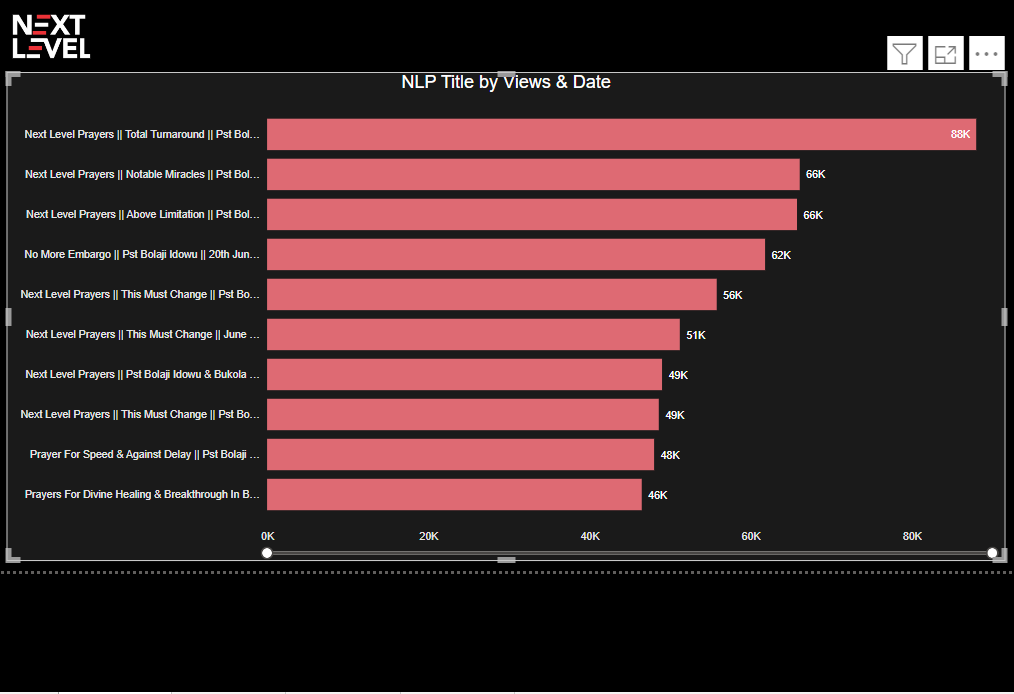 NEXT
LEVEL
NLP Title by Views & Date
Next Level Prayers || Total Turnaround || Pst Bol... 88K
Next Level Prayers || Notable Miracles || Pst Bol... 66K
Next Level Prayers || Above Limitation || Pst Bol... 66K
No More Embargo || Pst Bolaji Idowu || 20th Jun... 62K
Next Level Prayers || This Must Change || Pst Bo... 56K
Next Level Prayers || This Must Change || June ... 51K
Next Level Prayers || Pst Bolaji Idowu & Bukola ... 49K
Next Level Prayers || This Must Change || Pst Bo... 49K
Prayer For Speed & Against Delay || Pst Bolaji ... 48K
Prayers For Divine Healing & Breakthrough In B... 46K
0K 20K 40K 60K 80K